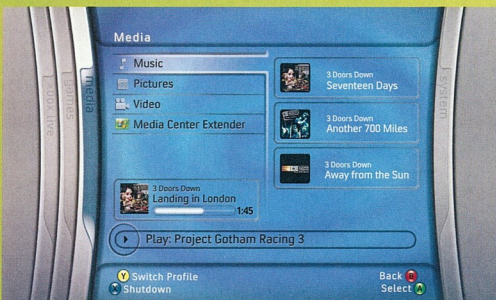 Media
xbox live
games
media
system
Music
Pictures
Video
Media Center Extender
3 Doors Down
Seventeen Days
3 Doors Down
Another 700 Miles
3 Doors Down
Away from the Sun
3 Doors Down
Landing in London
1:45
Play: Project Gotham Racing 3
Y Switch Profile
X Shutdown
Back B
Select A